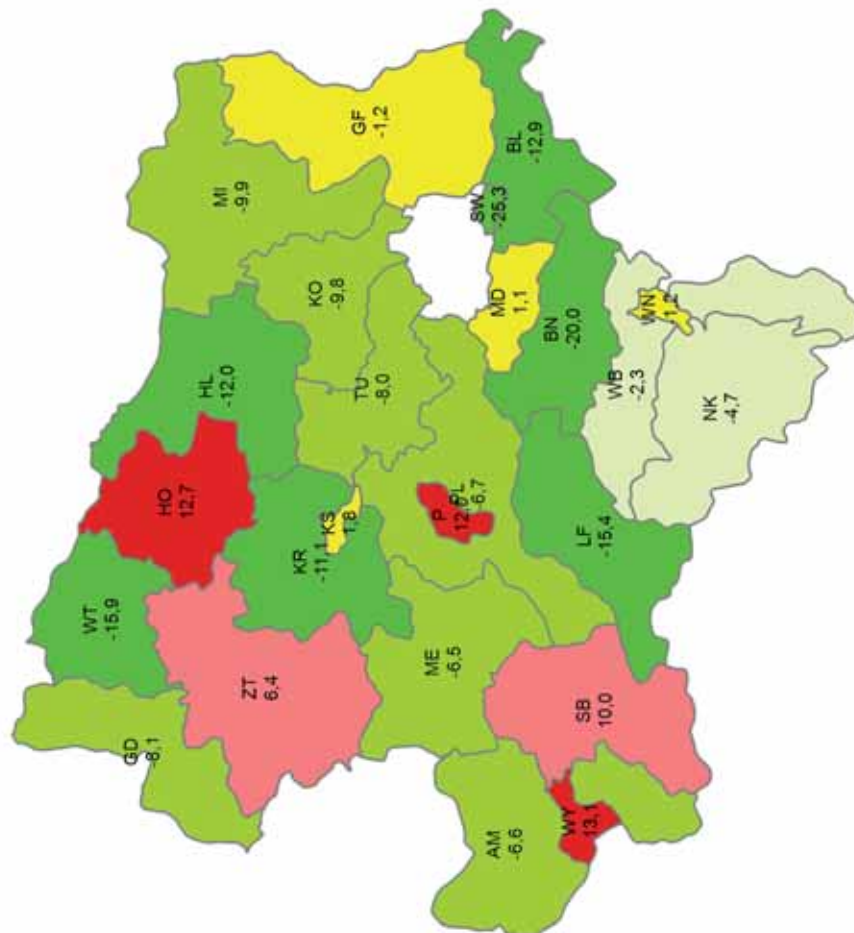 GD
-8,1
WT
-15,9
ZT
6,4
HO
12,7
HL
-12,0
MI
-9,9
KR
-11,1
KS
1,8
KO
-9,8
TU
-8,0
GF
-1,2
AM
-6,6
ME
-6,5
P
PL
-6,7
SW
-25,3
MD
1,1
BL
-12,9
WY
13,1
SB
10,0
LF
-15,4
BN
-20,0
WB
-2,3
WN
1,2
NK
-4,7